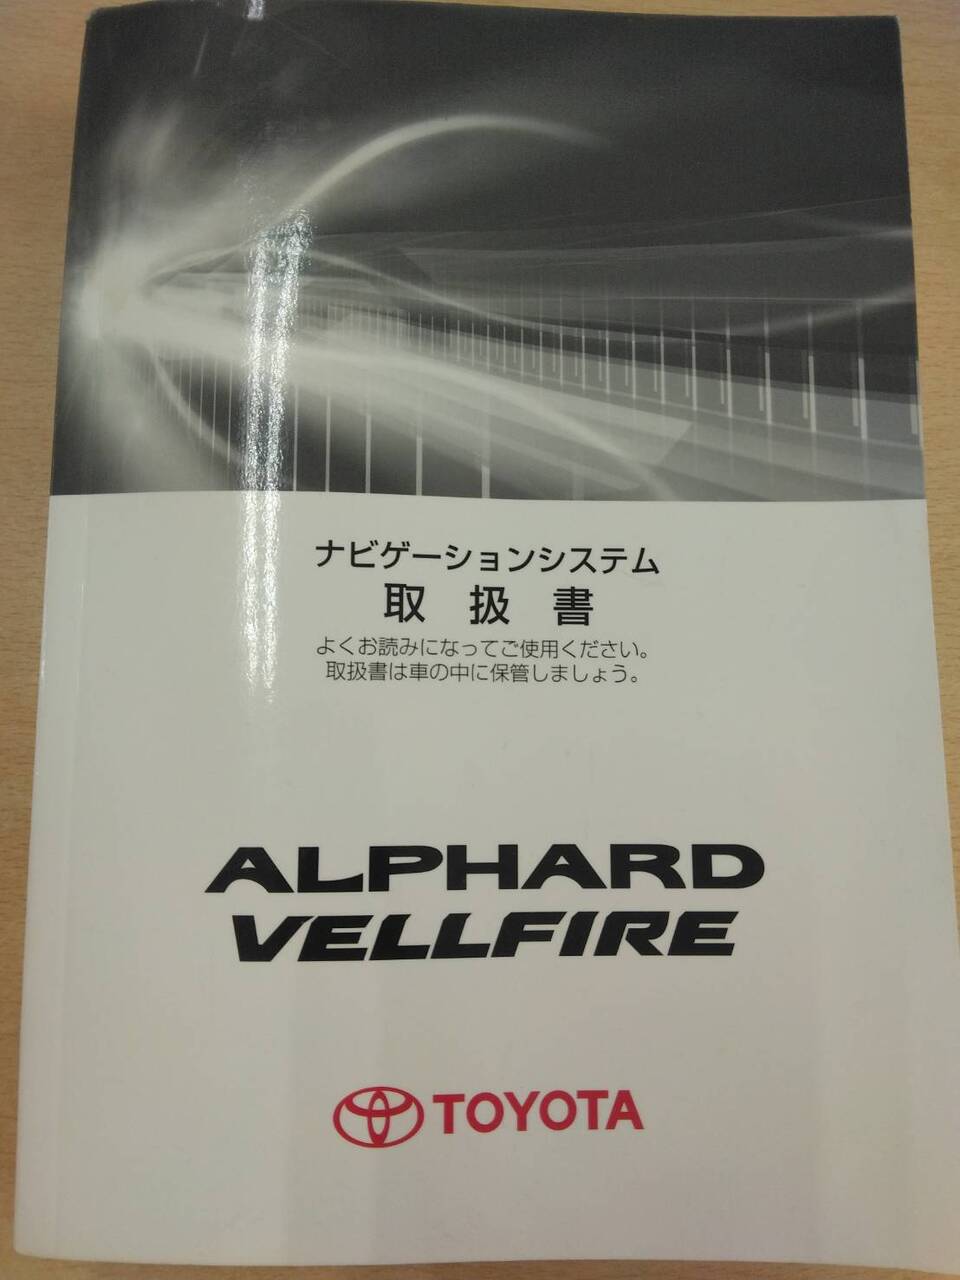 ナビゲーションシステム
取扱書
よくお読みになってご使用ください。
取扱書は車の中に保管しましょう。
ALPHARD
VELLFIRE
TOYOTA